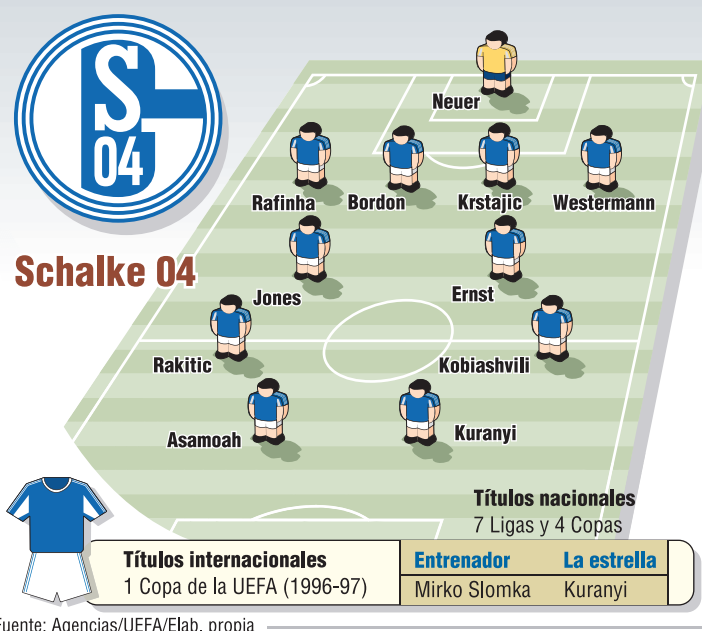 S
04
Neuer
Rafinha Bordon Krstajic Westermann
Schalke 04
Jones Ernst
Rakitic Kobiashvili
Asamoah Kuranyi
Títulos nacionales
7 Ligas y 4 Copas
Títulos internacionales
1 Copa de la UEFA (1996-97)
Entrenador La estrella
Mirko Slomka Kuranyi
Fuente: Agencias/UEFA/Elab. propia